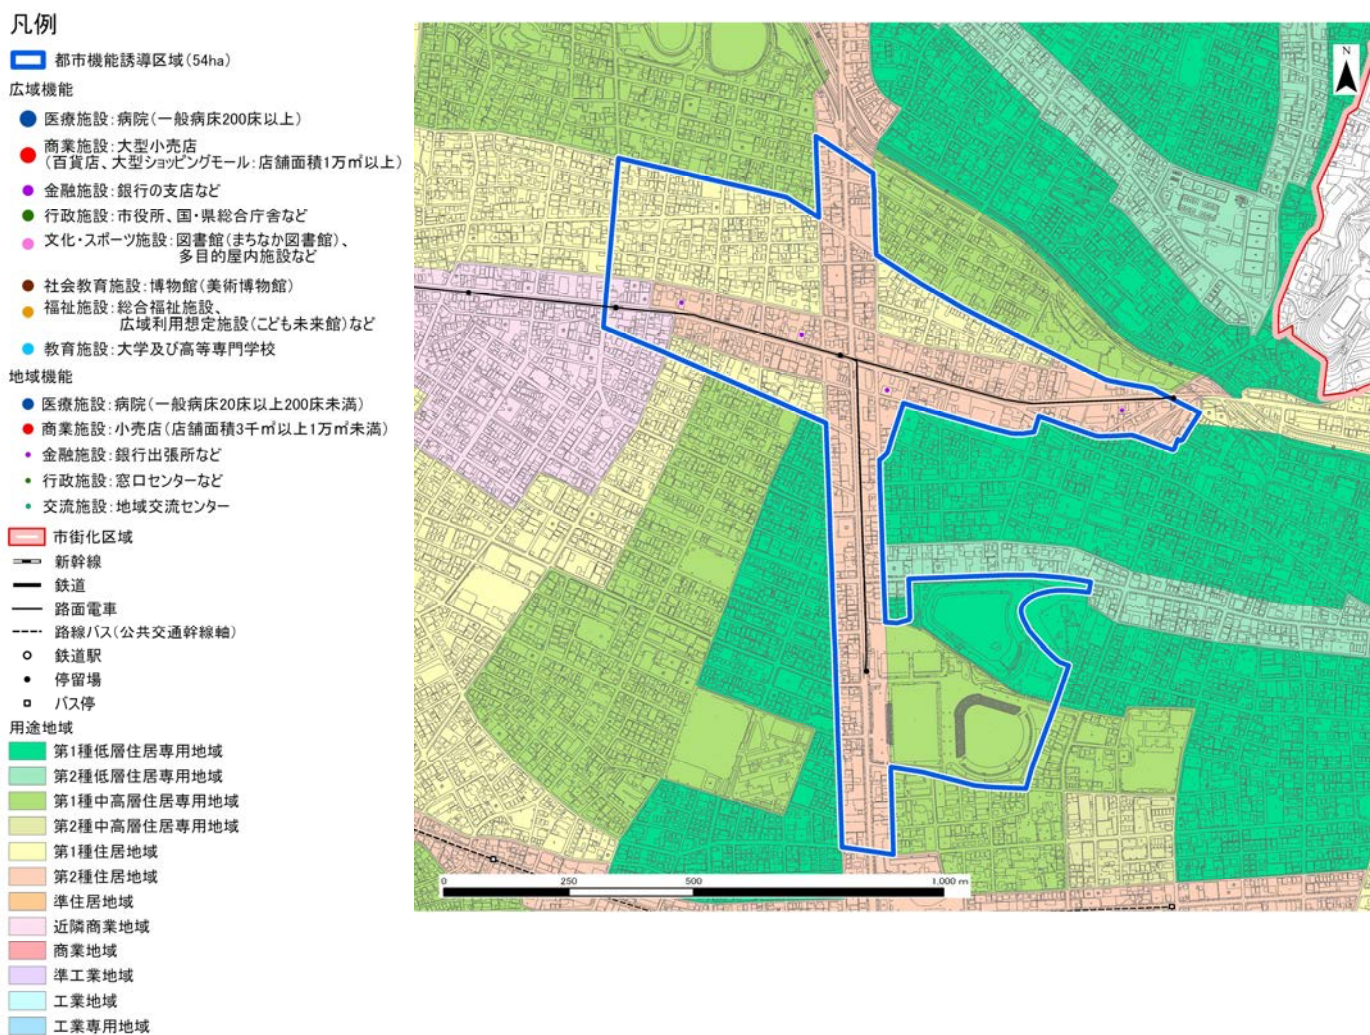 凡例
都市機能誘導区域(54ha)
広域機能
医療施設:病院(一般病床200床以上)
商業施設:大型小売店
(百貨店、大型ショッピングモール:店舗面積1万㎡以上)
金融施設:銀行の支店など
行政施設:市役所、国・県総合庁舎など
文化・スポーツ施設:図書館(まちなか図書館)、
多目的屋内施設など
社会教育施設:博物館(美術博物館)
福祉施設:総合福祉施設、
広域利用想定施設(こども未来館)など
教育施設:大学及び高等専門学校
地域機能
医療施設:病院(一般病床20床以上200床未満)
商業施設:小売店(店舗面積3千㎡以上1万㎡未満)
金融施設:銀行出張所など
行政施設:窓口センターなど
交流施設:地域交流センター
市街化区域
新幹線
鉄道
路面電車
路線バス(公共交通幹線軸)
鉄道駅
停留場
バス停
用途地域
第1種低層住居専用地域
第2種低層住居専用地域
第1種中高層住居専用地域
第2種中高層住居専用地域
第1種住居地域
第2種住居地域
準住居地域
近隣商業地域
商業地域
準工業地域
工業地域
工業専用地域
N
0 250 500 1,000 m